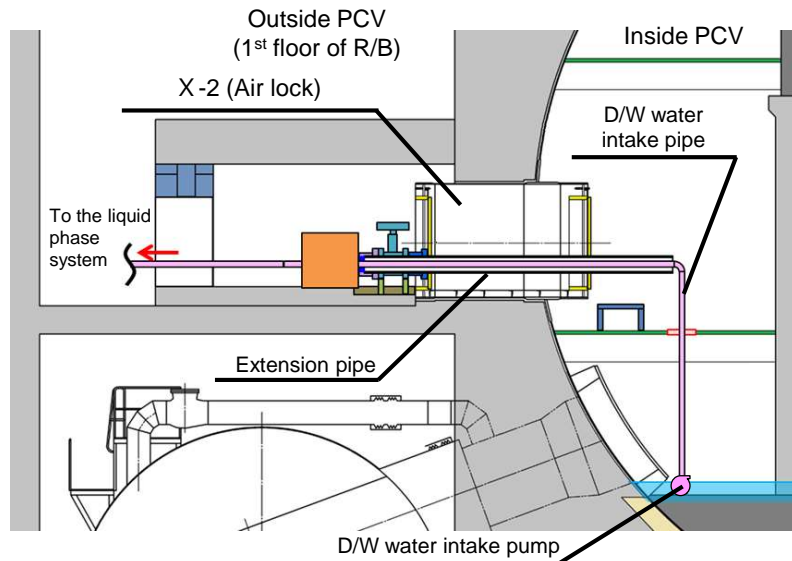 Outside PCV
(1st floor of R/B)
Inside PCV
X-2 (Air lock)
D/W water
intake pipe
To the liquid
phase
system
Extension pipe
D/W water intake pump